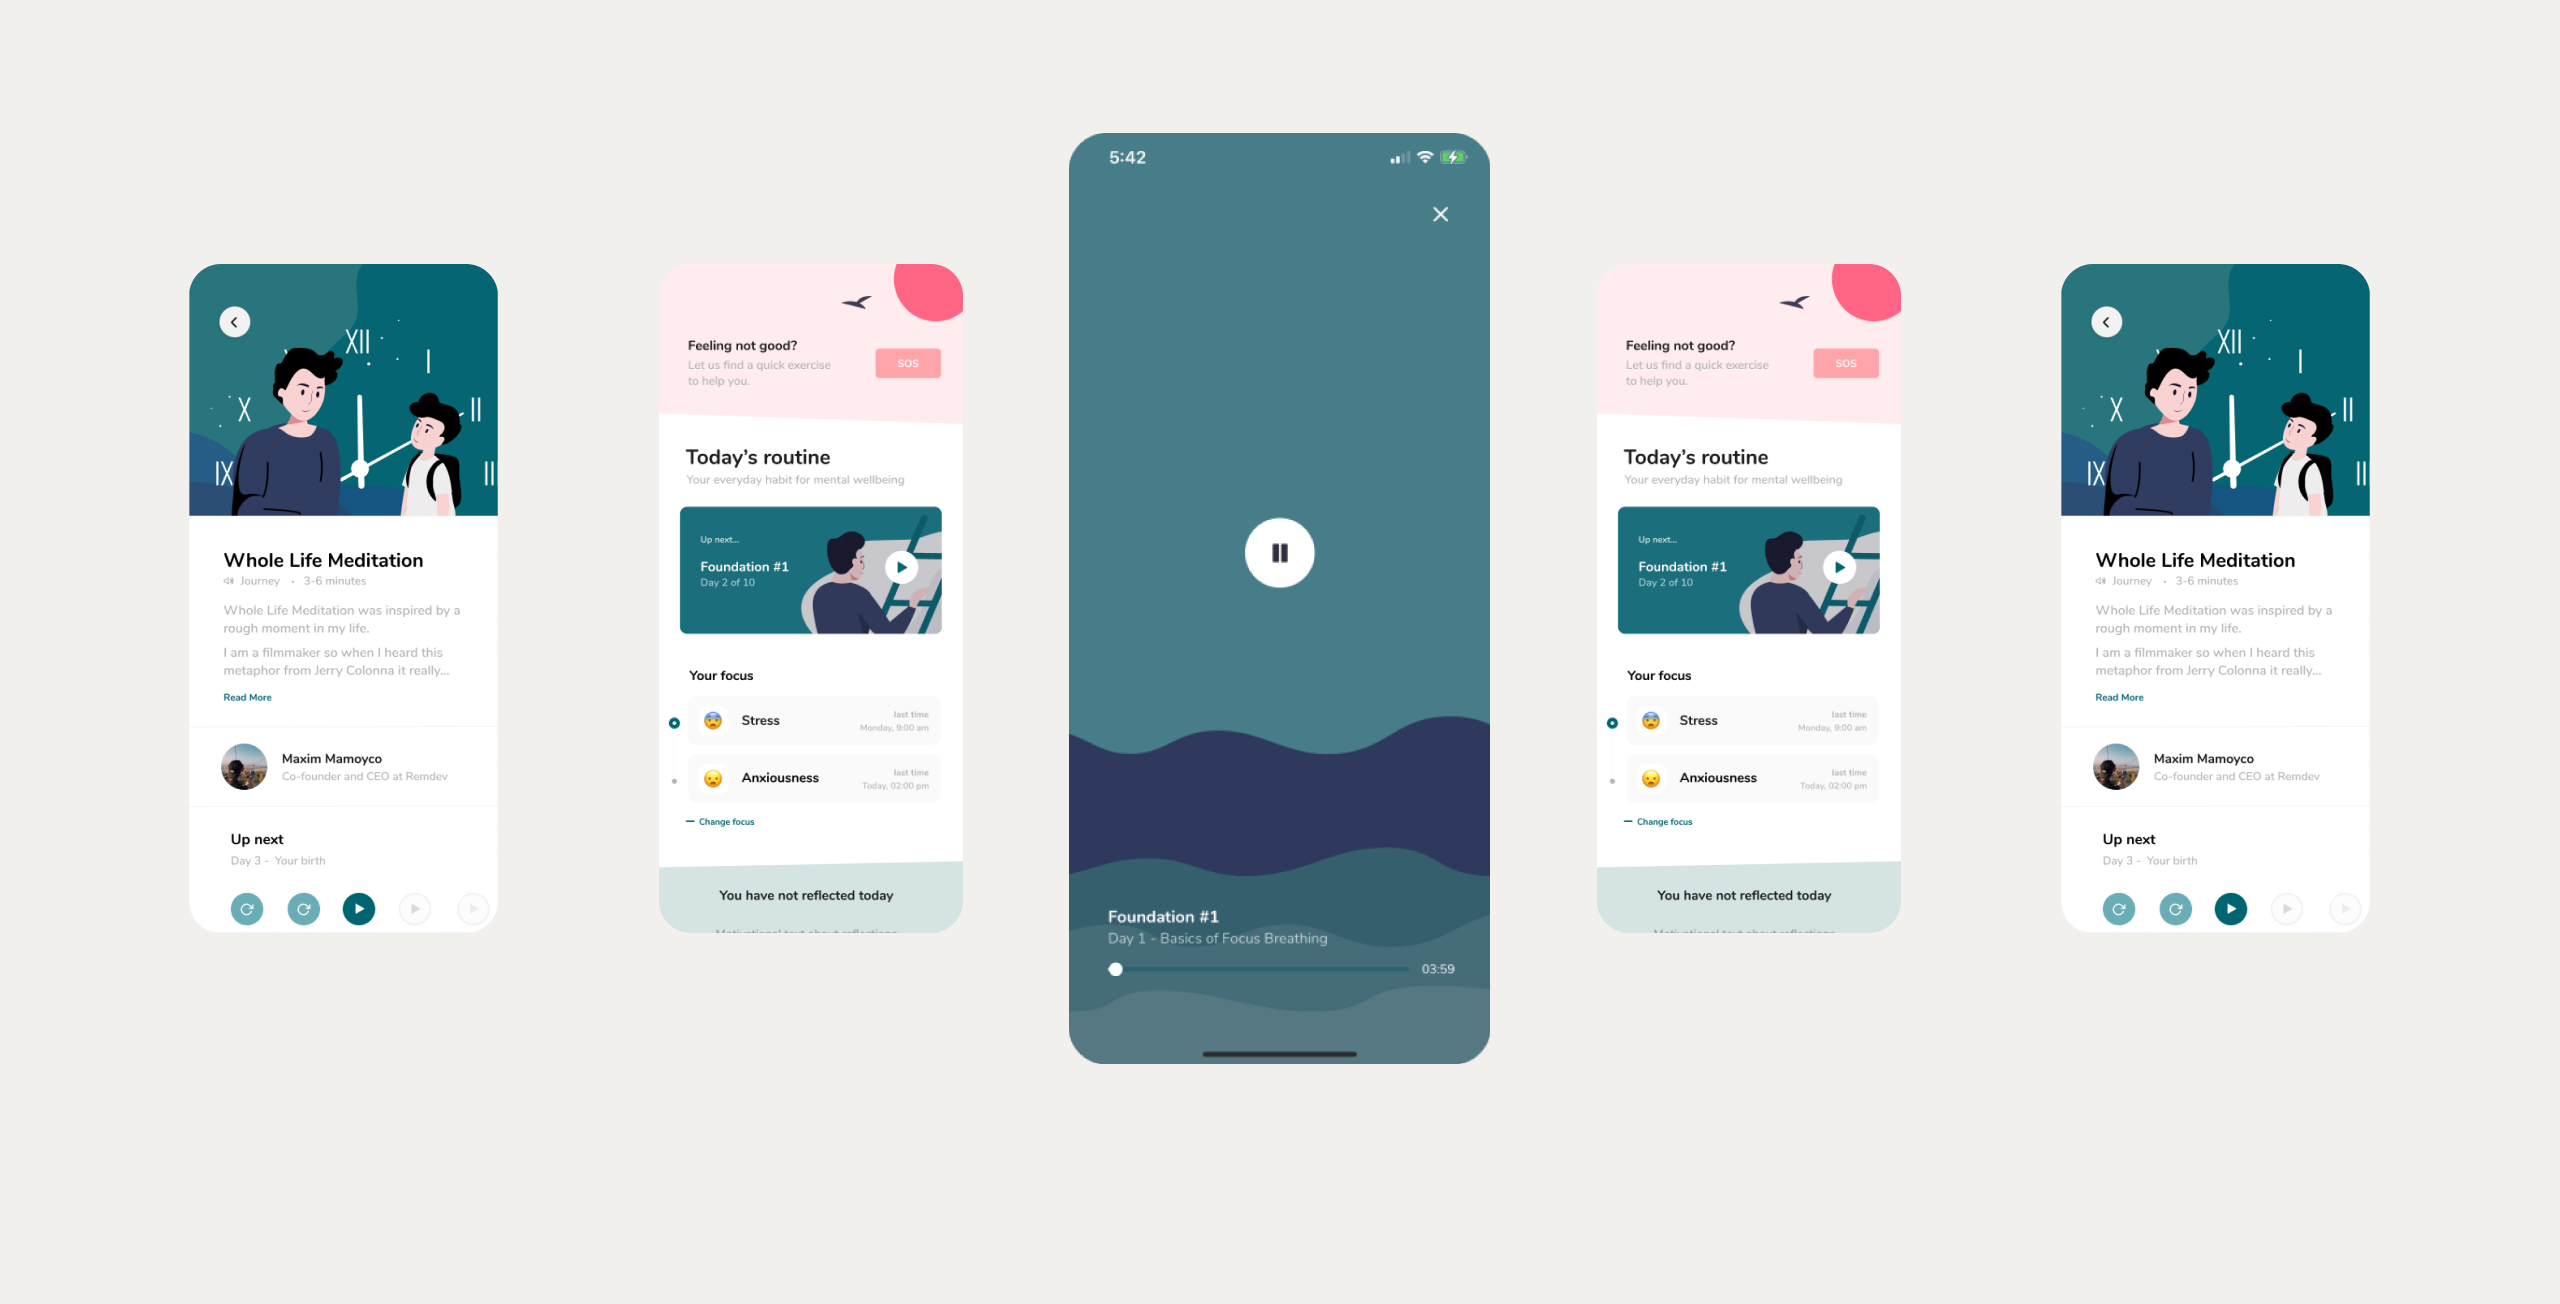 XII
I
X
II
IX
II
Whole Life Meditation
Journey • 3-6 minutes
Whole Life Meditation was inspired by a
rough moment in my life.
I am a filmmaker so when I heard this
metaphor from Jerry Colonna it really...
Read More
Maxim Mamoyco
Co-founder and CEO at Remdev
Up next
Day 3 - Your birth
Feeling not good?
Let us find a quick exercise
to help you.
SOS
Today's routine
Your everyday habit for mental wellbeing
Up next...
Foundation #1
Day 2 of 10
Your focus
Stress
last time
Monday, 9:00 am
Anxiousness
last time
Today, 02:00 pm
Change focus
You have not reflected today
Motivational text about reflections
5:42
Foundation #1
Day 1 - Basics of Focus Breathing
03:59
Feeling not good?
Let us find a quick exercise
to help you.
SOS
Today's routine
Your everyday habit for mental wellbeing
Up next...
Foundation #1
Day 2 of 10
Your focus
Stress
last time
Monday, 9:00 am
Anxiousness
last time
Today, 02:00 pm
Change focus
You have not reflected today
Motivational text about reflections
XII
I
X
II
IX
II
Whole Life Meditation
Journey • 3-6 minutes
Whole Life Meditation was inspired by a
rough moment in my life.
I am a filmmaker so when I heard this
metaphor from Jerry Colonna it really...
Read More
Maxim Mamoyco
Co-founder and CEO at Remdev
Up next
Day 3 - Your birth